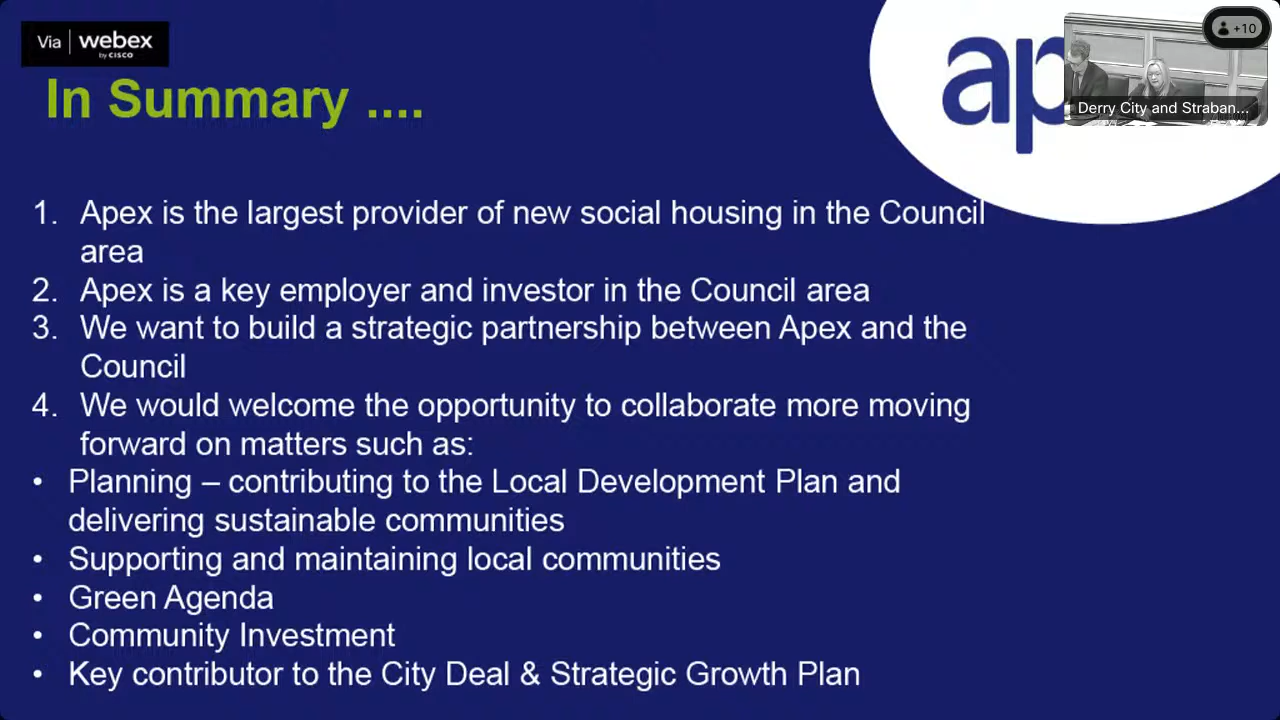 Via webex
by CISCO
+10
In Summary ....
ap
Derry City and Straban...
1. Apex is the largest provider of new social housing in the Council
area
2. Apex is a key employer and investor in the Council area
3. We want to build a strategic partnership between Apex and the
Council
4. We would welcome the opportunity to collaborate more moving
forward on matters such as:
• Planning – contributing to the Local Development Plan and
delivering sustainable communities
• Supporting and maintaining local communities
• Green Agenda
• Community Investment
• Key contributor to the City Deal & Strategic Growth Plan